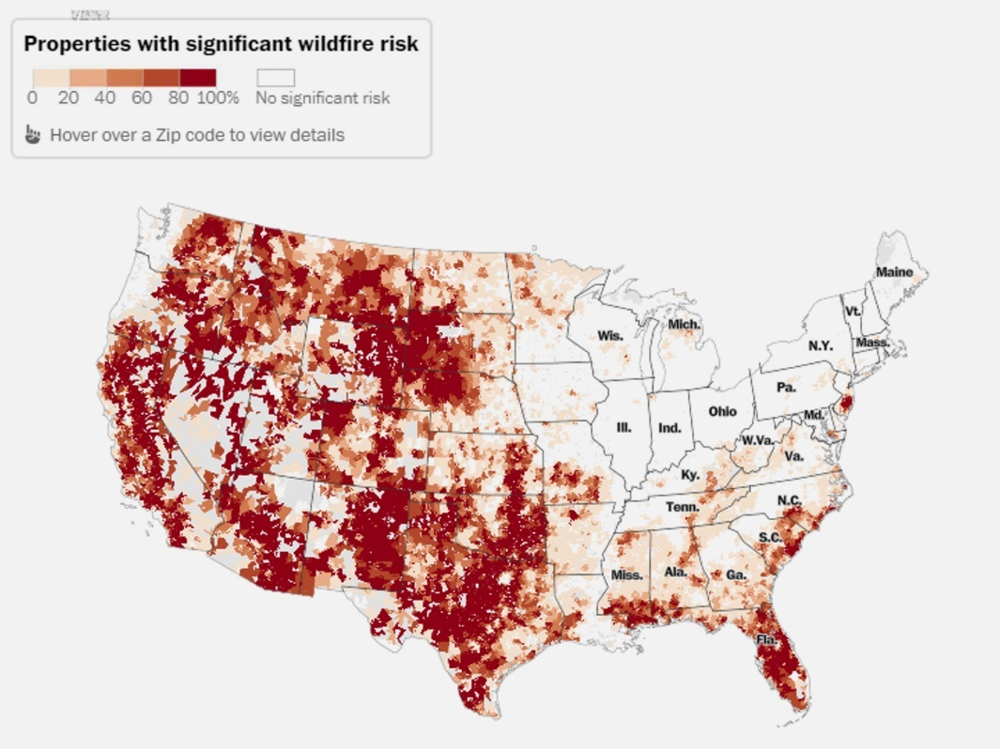 Properties with significant wildfire risk
0 20 40 60 80 100%
No significant risk
Hover over a Zip code to view details
Maine
Vt.
Mich.
Wis.
Mass.
N.Y.
Pa.
Ohio
Md.
Ill.
Ind.
W.Va.
Va.
Ky.
N.C.
Tenn.
S.C.
Miss.
Ala.
Ga.
Fla.